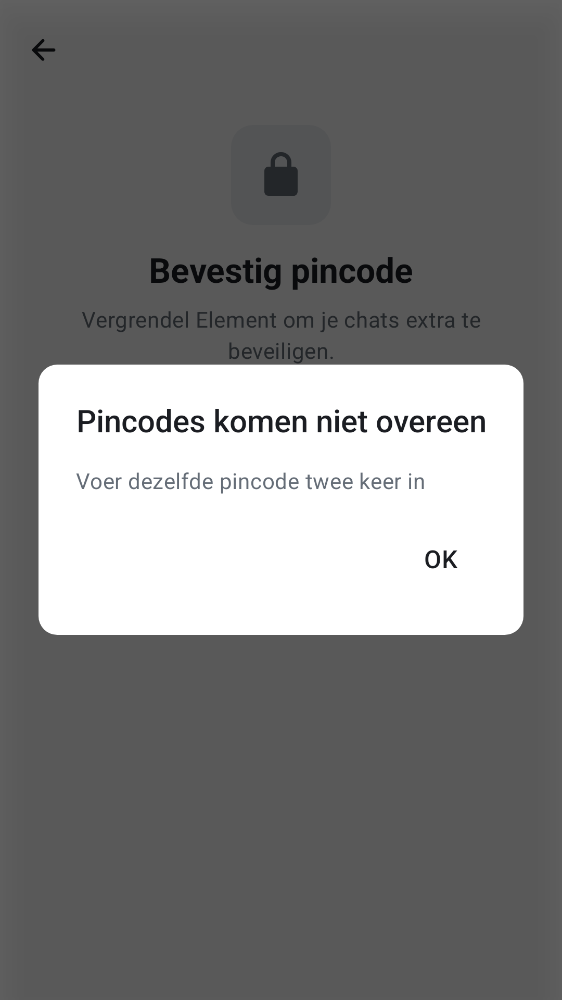 Bevestig pincode
Vergrendel Element om je chats extra te
beveiligen.
Pincodes komen niet overeen
Voer dezelfde pincode twee keer in
OK